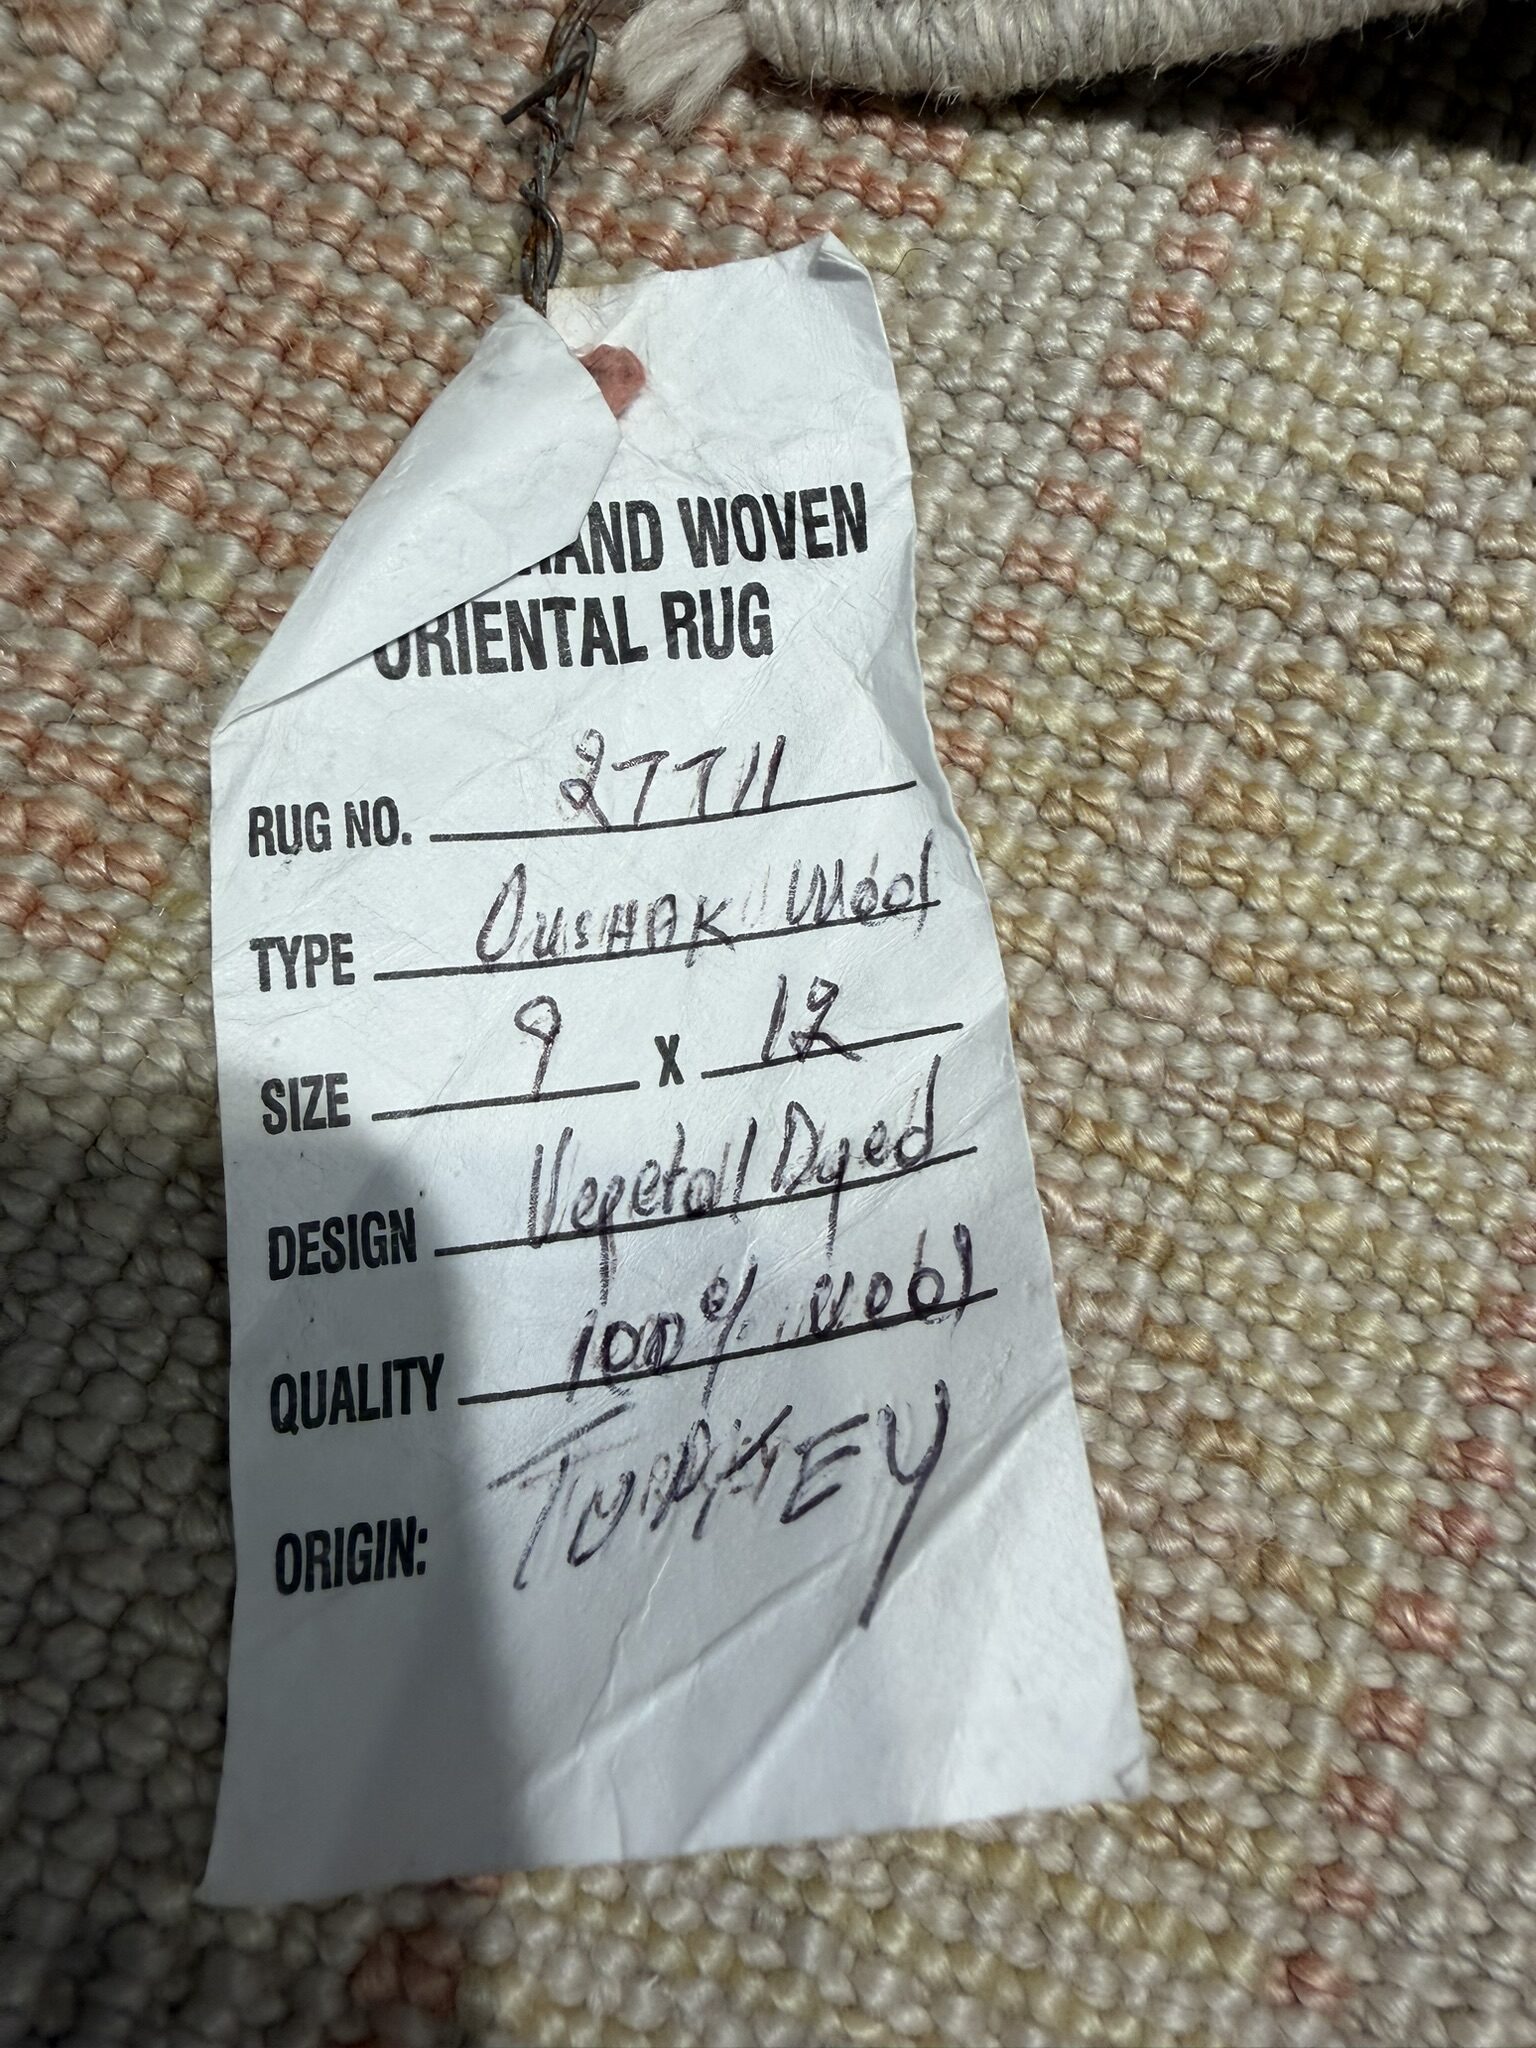 HAND WOVEN
ORIENTAL RUG
RUG NO. 27711
TYPE OUSHAK Wool
SIZE 9 X 12
DESIGN Vegetall Dyed
QUALITY 100% wool
ORIGIN: TURKEY